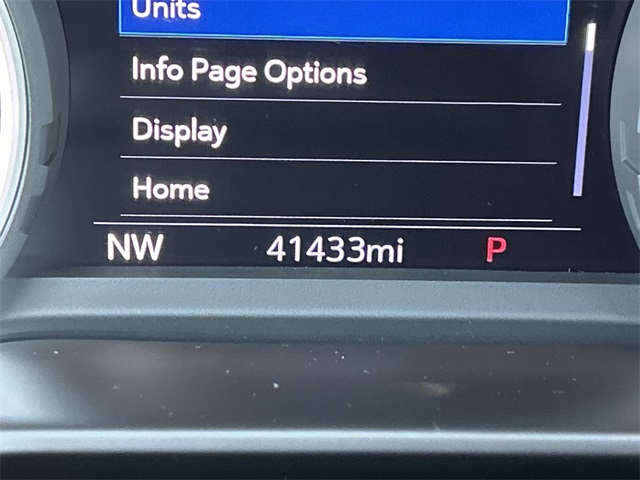 Units
Info Page Options
Display
Home
NW 41433mi P